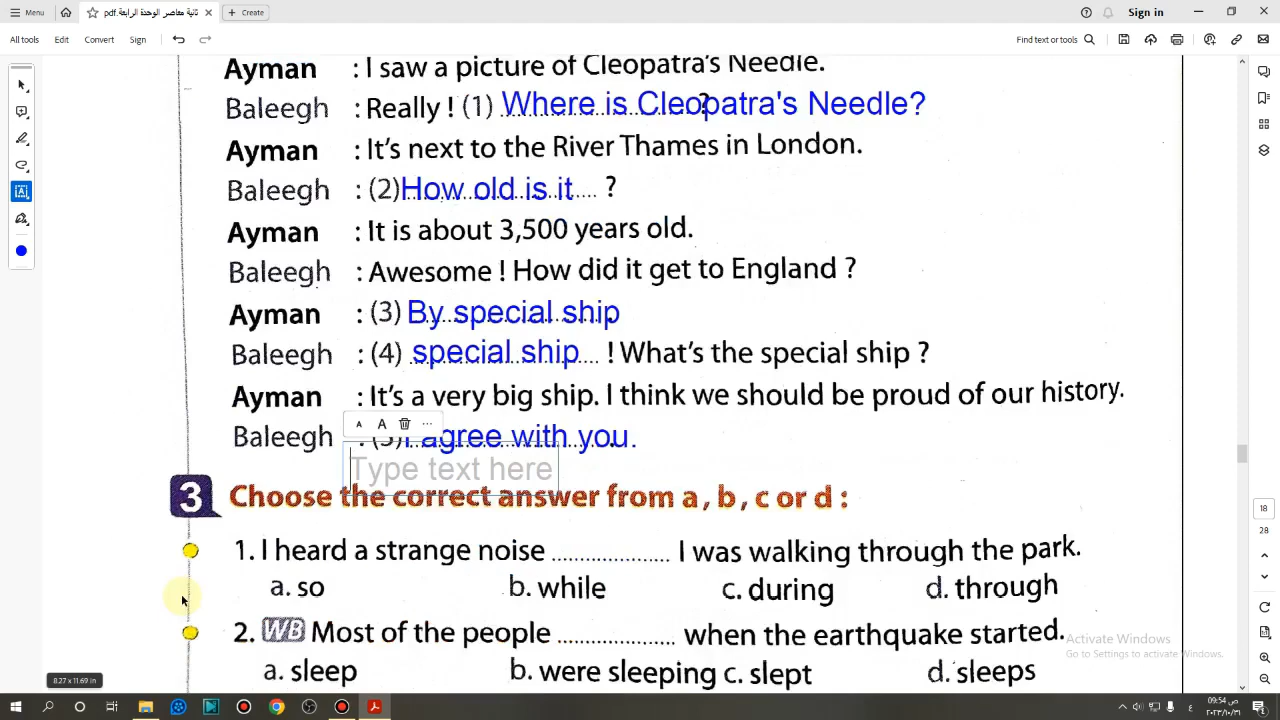 Menu
ثانية معاصر الوحدة الرابعة.pdf
Create
Sign in
All tools
Edit
Convert
Sign
Find text or tools
Ayman : I saw a picture of Cleopatra's Needle.
Baleegh : Really ! (1) Where is Cleopatra's Needle? ?
Ayman : It's next to the River Thames in London.
Baleegh : (2) How old is it ?
Ayman : It is about 3,500 years old.
Baleegh : Awesome ! How did it get to England ?
Ayman : (3) By special ship
Baleegh : (4) special ship ! What's the special ship ?
Ayman : It's a very big ship. I think we should be proud of our history.
A A ...
Baleegh : (5) I agree with you.
Type text here
3 Choose the correct answer from a , b , c or d :
1. I heard a strange noise .................... I was walking through the park.
a. so b. while c. during d. through
2. WB Most of the people .................... when the earthquake started.
a. sleep b. were sleeping c. slept d. sleeps
Activate Windows
Go to Settings to activate Windows.
18
28
8.27 x 11.69 in
ص 09:54
٢٠٢٣/١٠/٣١
ع